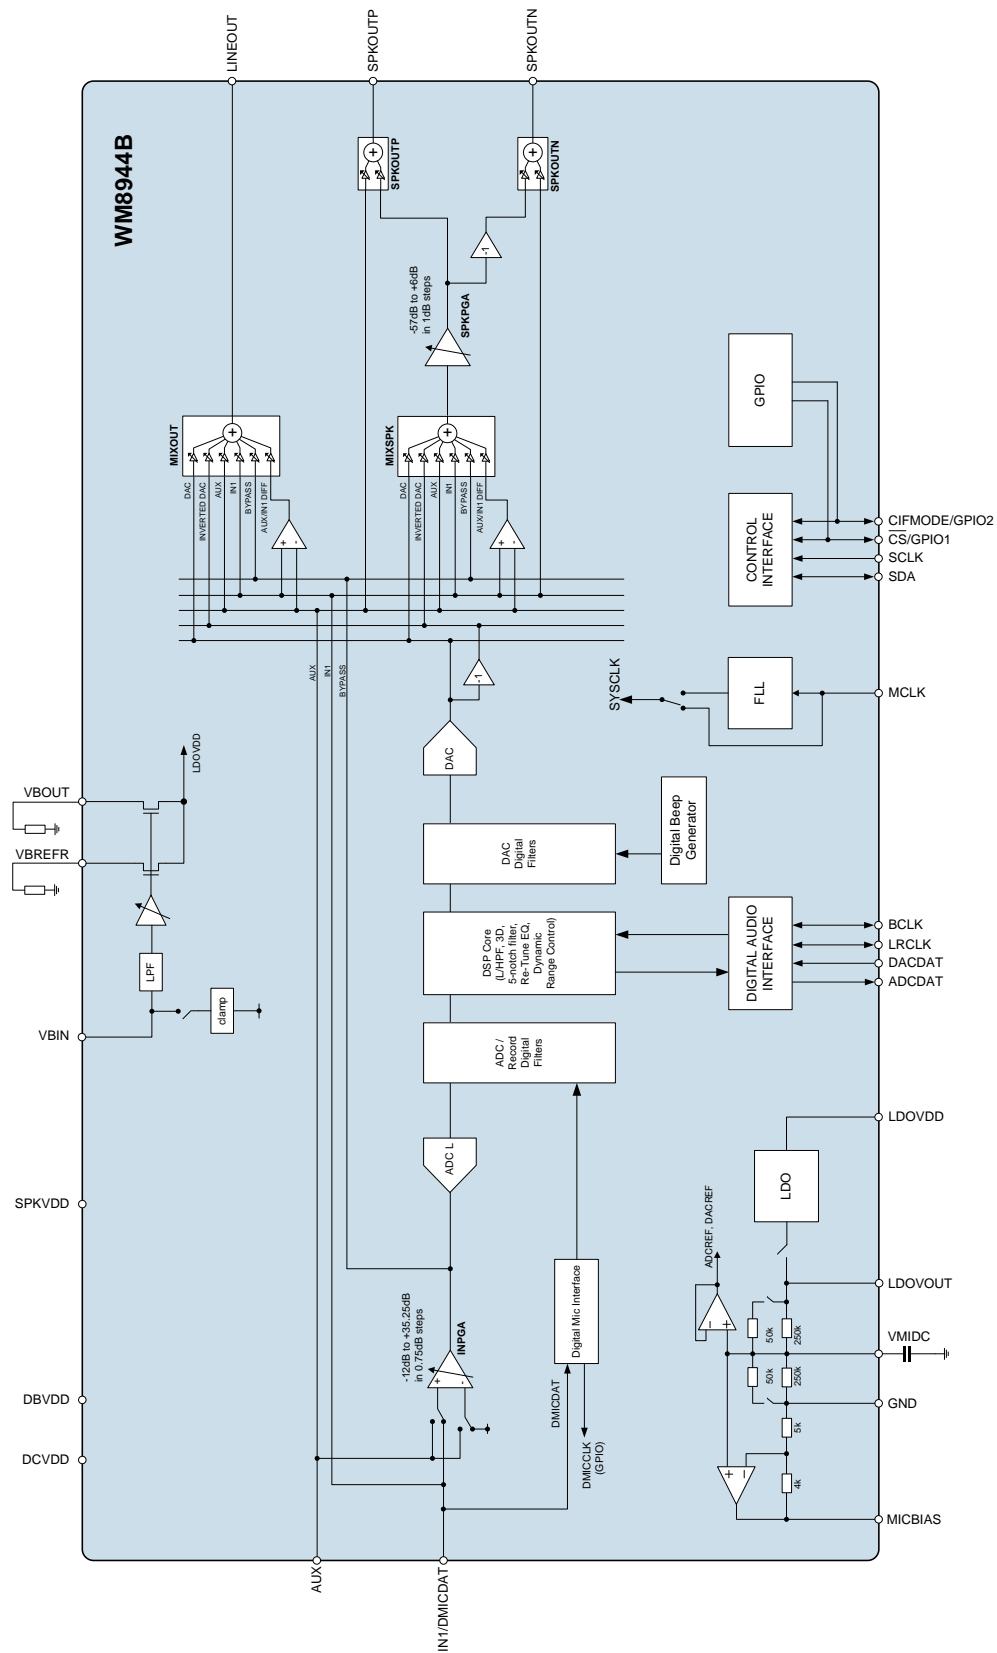 LINEOUT
SPKOUTP
SPKOUTN
WM8944B
SPKOUTP
SPKOUTN
-1
-57dB to +6dB
in 1dB steps
SPKPGA
MIXOUT
+
DAC
INVERTED DAC
AUX
IN1
BYPASS
AUX/IN1 DIFF
+
-
MIXSPK
+
DAC
INVERTED DAC
AUX
IN1
BYPASS
AUX/IN1 DIFF
+
-
GPIO
CONTROL
INTERFACE
CIFMODE/GPIO2
CS/GPIO1
SCLK
SDA
AUX
IN1
BYPASS
-1
SYSCLK
FLL
MCLK
DAC
LDOVDD
VBOUT
VBREFR
LPF
clamp
VBIN
DAC
Digital
Filters
Digital Beep
Generator
DSP Core
(L/HPF, 3D,
5-notch filter,
Re-Tune EQ,
Dynamic
Range Control)
DIGITAL AUDIO
INTERFACE
BCLK
LRCLK
DACDAT
ADCDAT
ADC /
Record
Digital
Filters
ADC L
SPKVDD
LDOVDD
LDO
ADCREF, DACREF
LDOVOUT
-
+
50k
250k
VMIDC
50k
250k
GND
5k
+
-
4k
MICBIAS
Digital Mic Interface
DMICDAT
DMICCLK
(GPIO)
-12dB to +35.25dB
in 0.75dB steps
INPGA
+
-
DBVDD
DCVDD
AUX
IN1/DMICDAT